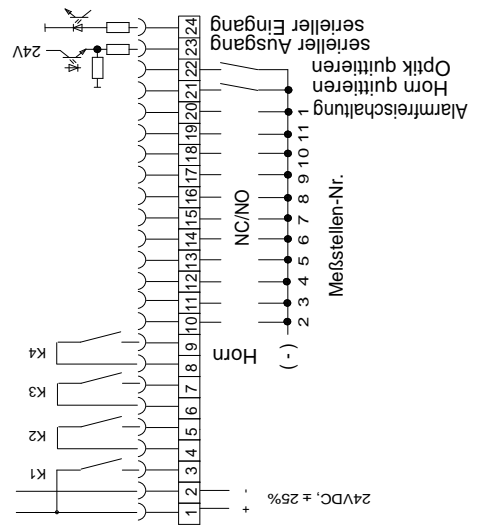 24 serieller Eingang
24V 23 serieller Ausgang
22 Optik quittieren
21 Horn quittieren
20 1 Alarmfreischaltung
19 11
18 10
17 9
16 8
15 7
14 6
13 5
12 4
11 3
10 2
NC/NO
Meßstellen-Nr.
K4 9
8 Horn (-)
K3 7
6
K2 5
4
K1 3
2 -
1 +
24VDC, ± 25%